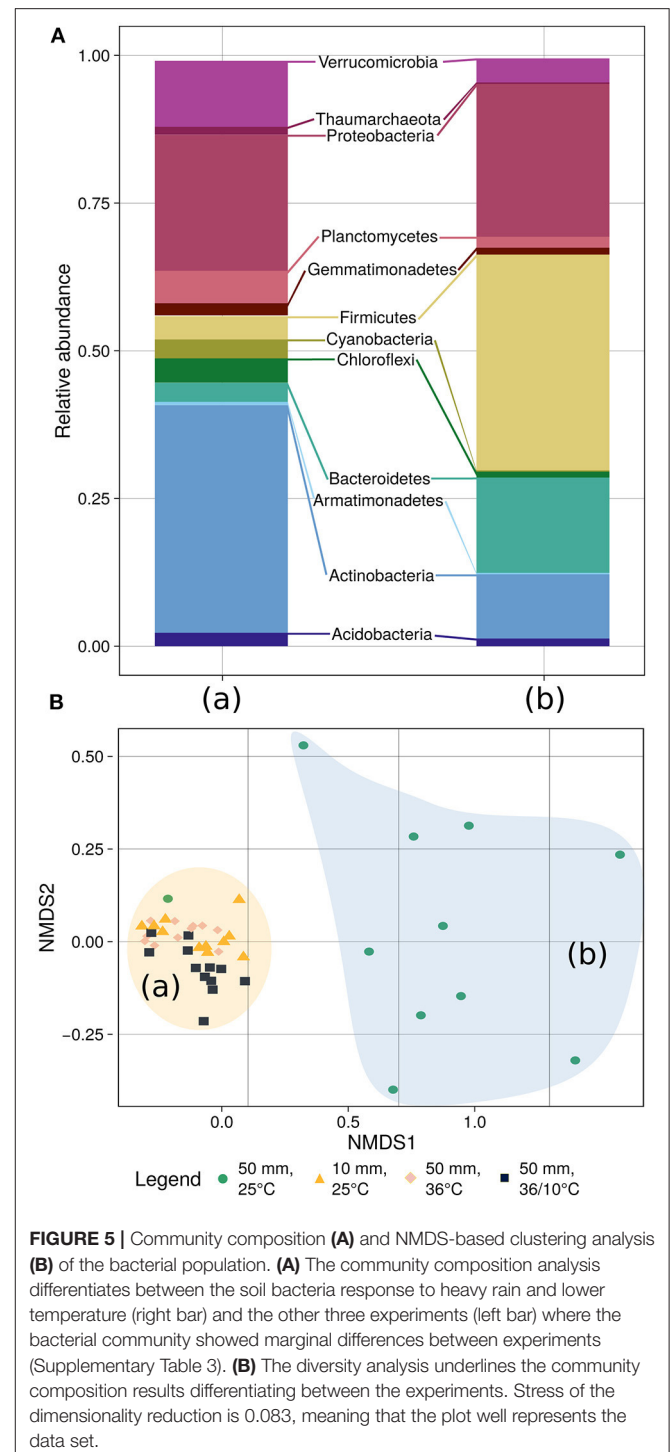 A
1.00
0.75
0.50
0.25
0.00
Relative abundance
Verrucomicrobia
Thaumarchaeota
Proteobacteria
Planctomycetes
Gemmatimonadetes
Firmicutes
Cyanobacteria
Chloroflexi
Bacteroidetes
Armatimonadetes
Actinobacteria
Acidobacteria
(a) (b)
B
0.50
0.25
0.00
−0.25
NMDS2
(a)
(b)
0.0 0.5 1.0
NMDS1
Legend
50 mm, 25°C
10 mm, 25°C
50 mm, 36°C
50 mm, 36/10°C
FIGURE 5 | Community composition (A) and NMDS-based clustering analysis
(B) of the bacterial population. (A) The community composition analysis
differentiates between the soil bacteria response to heavy rain and lower
temperature (right bar) and the other three experiments (left bar) where the
bacterial community showed marginal differences between experiments
(Supplementary Table 3). (B) The diversity analysis underlines the community
composition results differentiating between the experiments. Stress of the
dimensionality reduction is 0.083, meaning that the plot well represents the
data set.